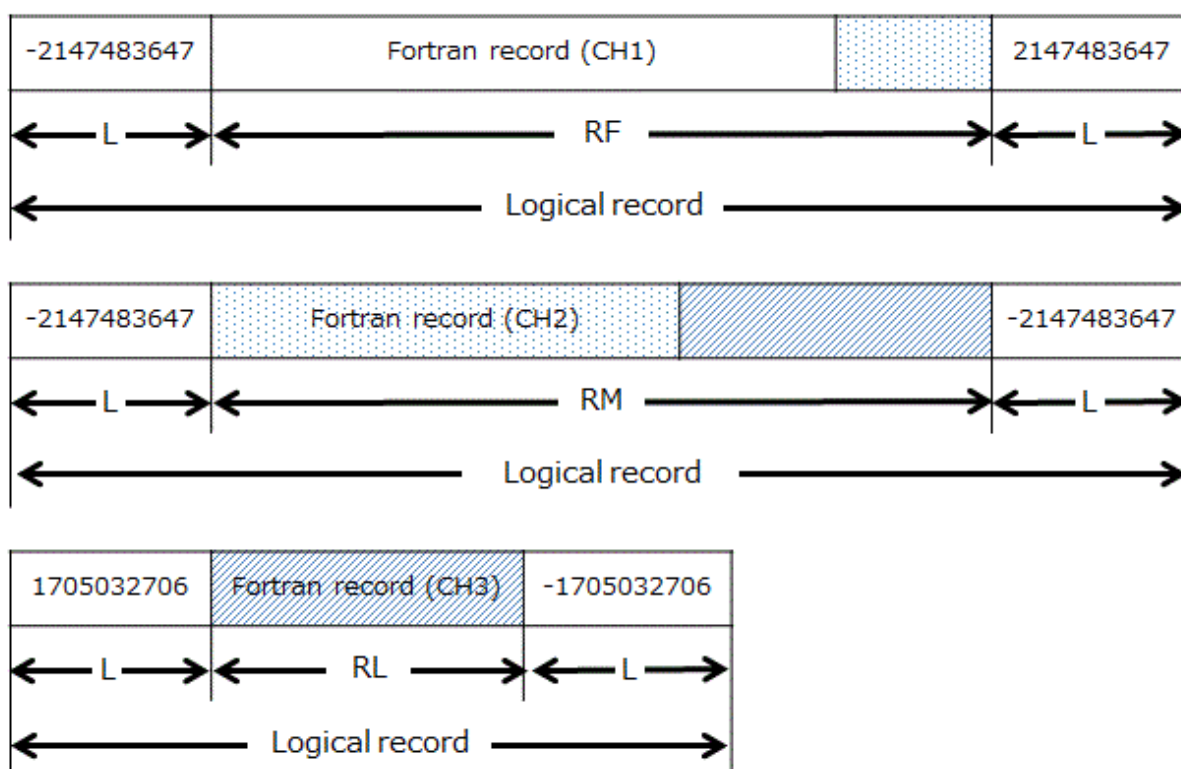 -2147483647 Fortran record (CH1) 2147483647
L RF L
Logical record
-2147483647 Fortran record (CH2) -2147483647
L RM L
Logical record
1705032706 Fortran record (CH3) -1705032706
L RL L
Logical record